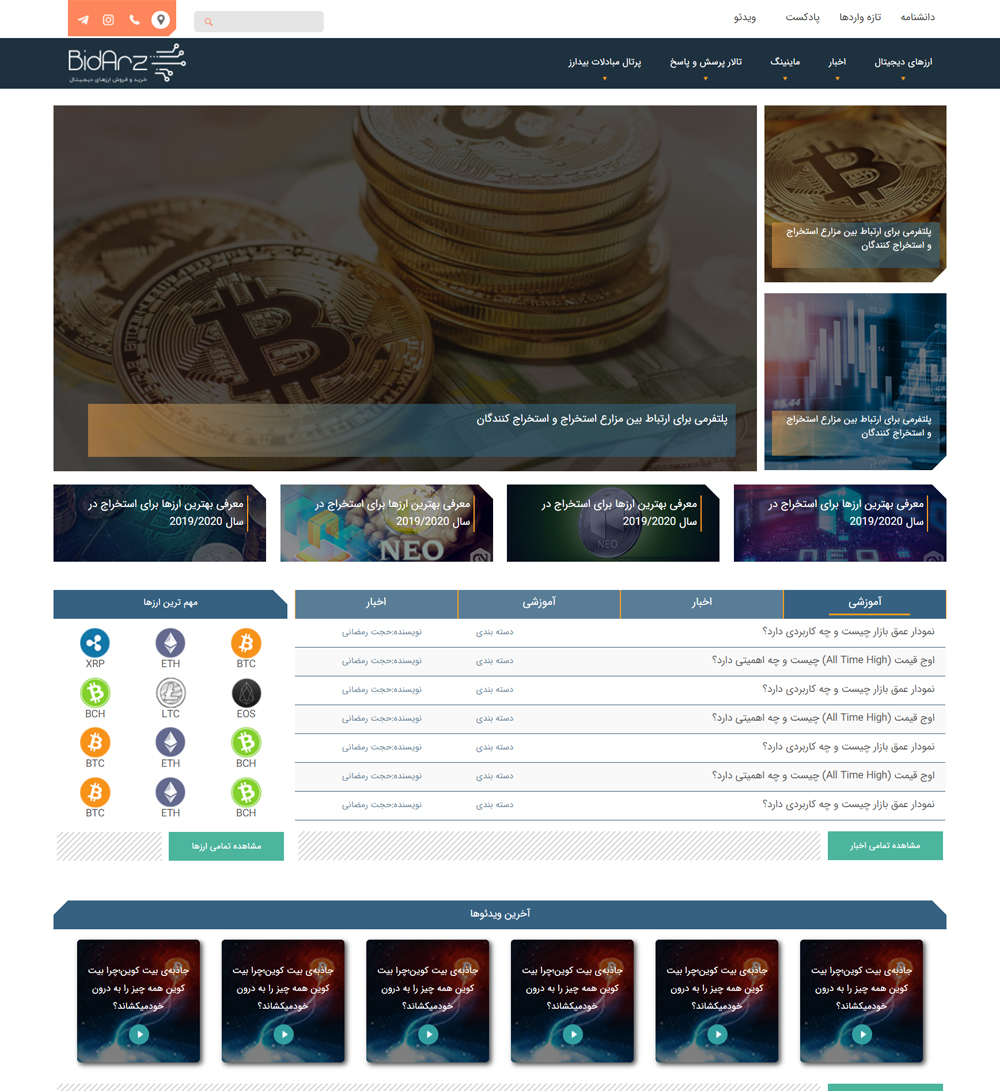 دانشنامه
تازه واردها
پادکست
ویدئو
BidArz
خرید و فروش ارزهای دیجیتال
ارزهای دیجیتال
اخبار
ماینینگ
تالار پرسش و پاسخ
پرتال مبادلات بیدارز
پلتفرمی برای ارتباط بین مزارع استخراج
و استخراج کنندگان
پلتفرمی برای ارتباط بین مزارع استخراج
و استخراج کنندگان
پلتفرمی برای ارتباط بین مزارع استخراج و استخراج کنندگان
معرفی بهترین ارزها برای استخراج در
سال 2019/2020
معرفی بهترین ارزها برای استخراج در
سال 2019/2020
NEO
معرفی بهترین ارزها برای استخراج در
سال 2019/2020
NEO
معرفی بهترین ارزها برای استخراج در
سال 2019/2020
آموزشی
اخبار
آموزشی
اخبار
نمودار عمق بازار چیست و چه کاربردی دارد؟ دسته بندی نویسنده:حجت رمضانی
اوج قیمت (All Time High) چیست و چه اهمیتی دارد؟ دسته بندی نویسنده:حجت رمضانی
نمودار عمق بازار چیست و چه کاربردی دارد؟ دسته بندی نویسنده:حجت رمضانی
اوج قیمت (All Time High) چیست و چه اهمیتی دارد؟ دسته بندی نویسنده:حجت رمضانی
نمودار عمق بازار چیست و چه کاربردی دارد؟ دسته بندی نویسنده:حجت رمضانی
اوج قیمت (All Time High) چیست و چه اهمیتی دارد؟ دسته بندی نویسنده:حجت رمضانی
نمودار عمق بازار چیست و چه کاربردی دارد؟ دسته بندی نویسنده:حجت رمضانی
مشاهده تمامی اخبار
مهم ترین ارزها
XRP ETH BTC
BCH LTC EOS
BTC ETH BCH
BTC ETH BCH
مشاهده تمامی ارزها
آخرین ویدئوها
جاذبه‌ی بیت کوین؛چرا بیت
کوین همه چیز را به درون
خودمیکشاند؟
جاذبه‌ی بیت کوین؛چرا بیت
کوین همه چیز را به درون
خودمیکشاند؟
جاذبه‌ی بیت کوین؛چرا بیت
کوین همه چیز را به درون
خودمیکشاند؟
جاذبه‌ی بیت کوین؛چرا بیت
کوین همه چیز را به درون
خودمیکشاند؟
جاذبه‌ی بیت کوین؛چرا بیت
کوین همه چیز را به درون
خودمیکشاند؟
جاذبه‌ی بیت کوین؛چرا بیت
کوین همه چیز را به درون
خودمیکشاند؟